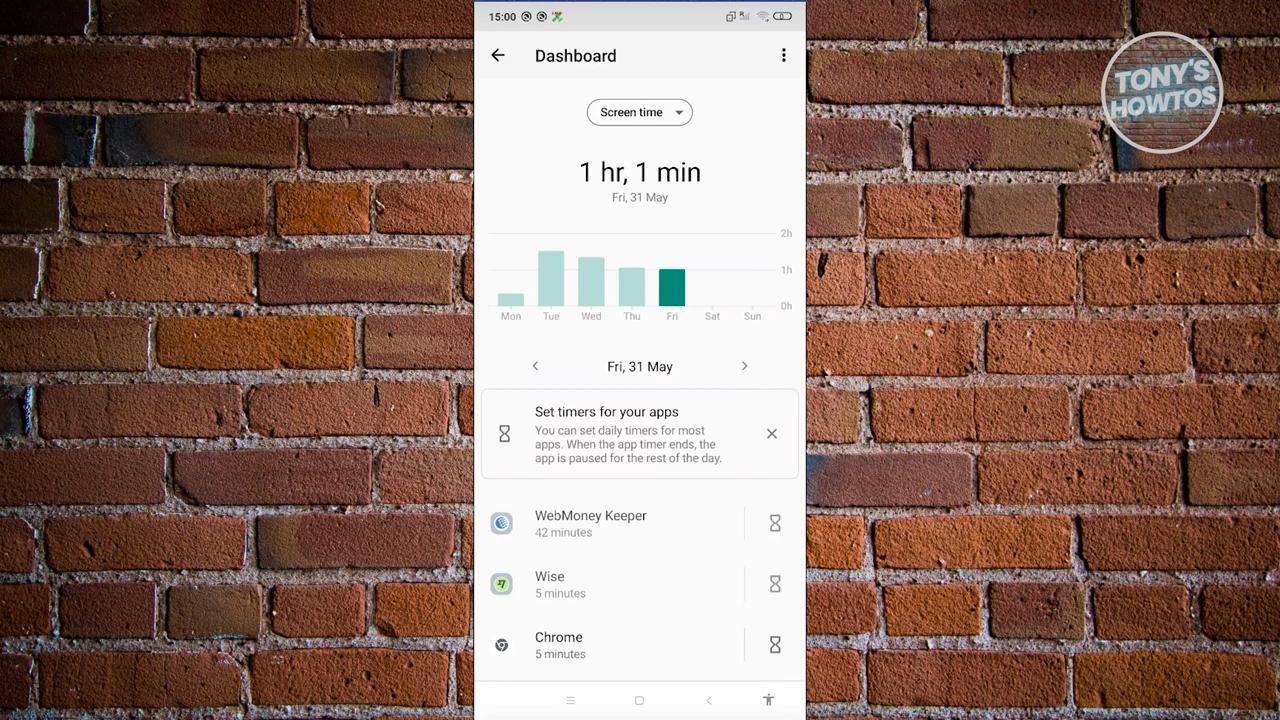 15:00
Dashboard
TONY'S
HOWTOS
Screen time
1 hr, 1 min
Fri, 31 May
2h
1h
0h
Mon Tue Wed Thu Fri Sat Sun
Fri, 31 May
Set timers for your apps
You can set daily timers for most
apps. When the app timer ends, the
app is paused for the rest of the day.
WebMoney Keeper
42 minutes
Wise
5 minutes
Chrome
5 minutes